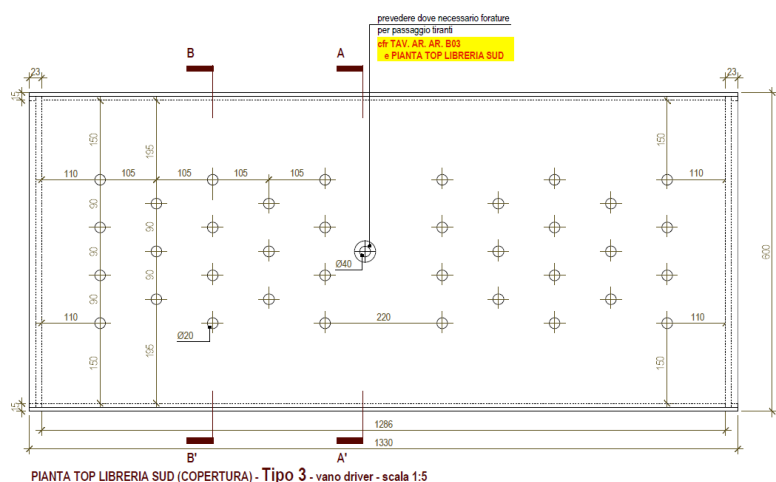 prevedere dove necessario forature
per passaggio tiranti
cfr TAV. AR. AR. B03
e PIANTA TOP LIBRERIA SUD
B
A
23
23
15
150
195
150
110
105
105
105
105
110
90
90
90
90
90
90
600
Ø40
110
220
110
Ø20
150
195
150
15
1286
1330
B'
A'
PIANTA TOP LIBRERIA SUD (COPERTURA) - Tipo 3 - vano driver - scala 1:5